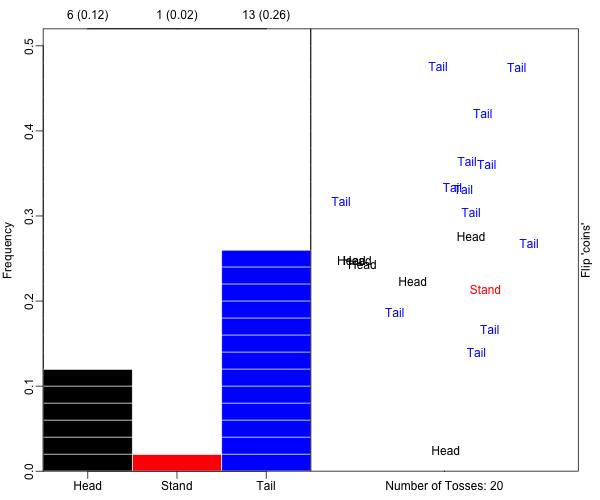 6 (0.12) 1 (0.02) 13 (0.26)
Frequency
0.5
0.4
0.3
0.2
0.1
0.0
Head Stand Tail
Tail Tail
Tail
Tail Tail
Tail Tail
Tail
Tail
Head
Tail
Head Head
Head
Head
Stand
Tail
Tail
Tail
Head
Flip 'coins'
Number of Tosses: 20